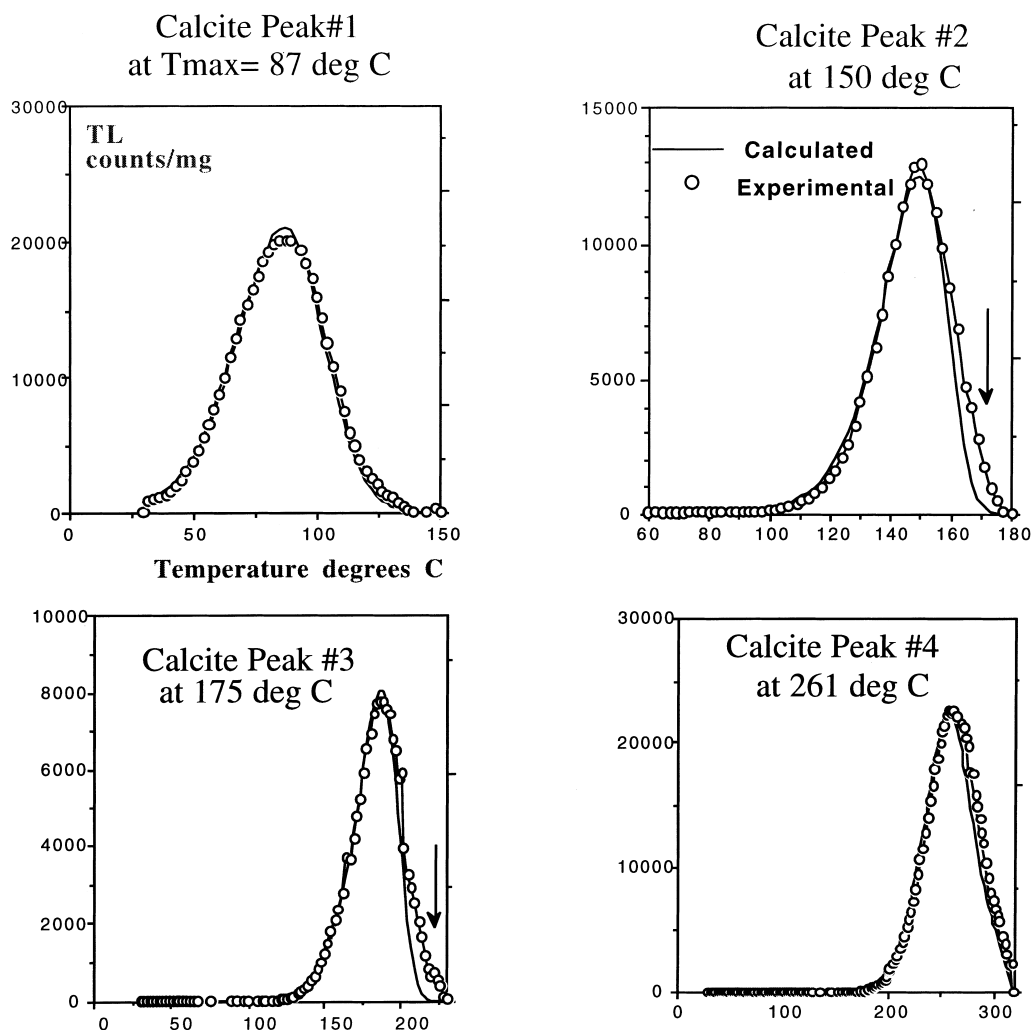 Calcite Peak#1
at Tmax= 87 deg C
30000
TL
counts/mg
20000
10000
0
0 50 100 150
Temperature degrees C
Calcite Peak #2
at 150 deg C
15000
Calculated
Experimental
10000
5000
0
60 80 100 120 140 160 180
10000
Calcite Peak #3
at 175 deg C
8000
6000
4000
2000
0
0 50 100 150 200
30000
Calcite Peak #4
at 261 deg C
20000
10000
0
0 100 200 300